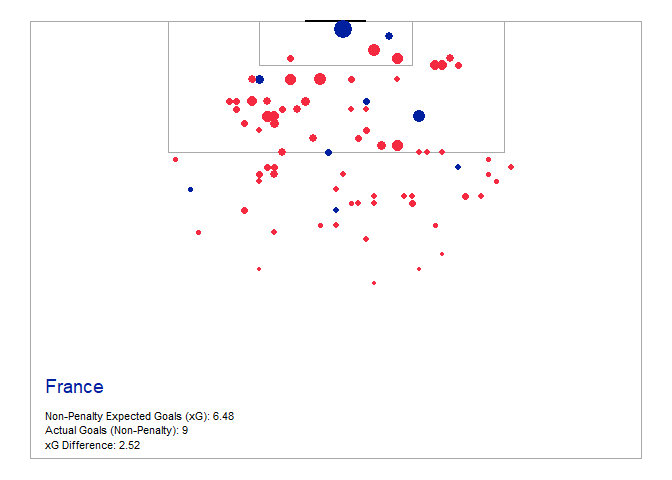 France
Non-Penalty Expected Goals (xG): 6.48
Actual Goals (Non-Penalty): 9
xG Difference: 2.52